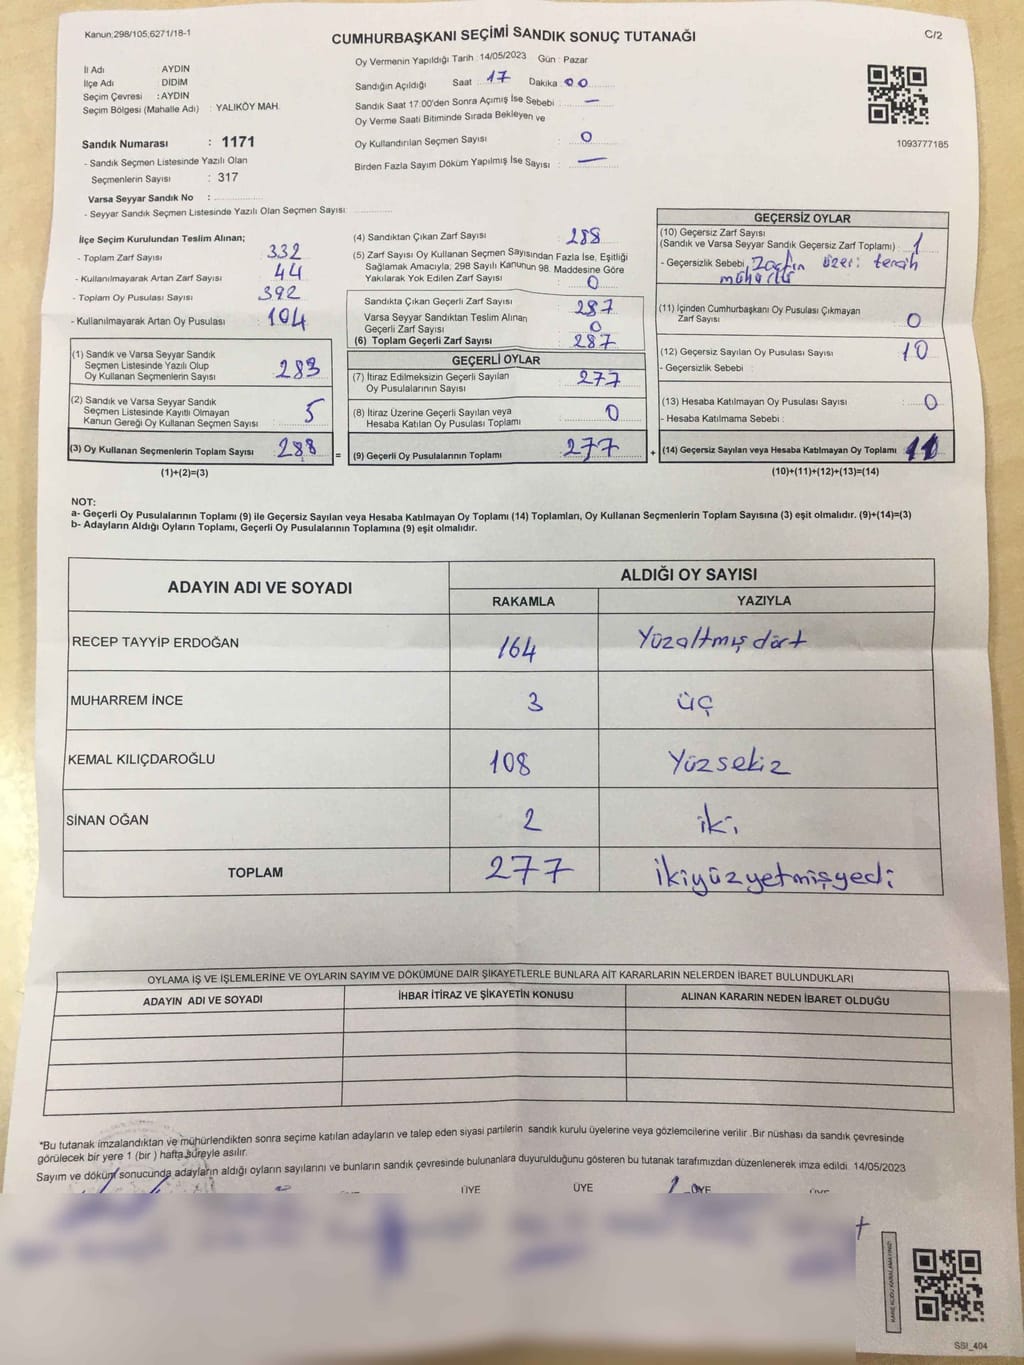 Kanun;298/105;6271/18-1
CUMHURBAŞKANI SEÇİMİ SANDIK SONUÇ TUTANAĞI
C/2
İl Adı AYDIN
İlçe Adı DİDİM
Seçim Çevresi : AYDIN
Seçim Bölgesi (Mahalle Adı) : YALIKÖY MAH.
Sandık Numarası : 1171
- Sandık Seçmen Listesinde Yazılı Olan
Seçmenlerin Sayısı : 317
Varsa Seyyar Sandık No :
- Seyyar Sandık Seçmen Listesinde Yazılı Olan Seçmen Sayısı:
Oy Vermenin Yapıldığı Tarih : 14/05/2023 Gün : Pazar
Sandığın Açıldığı Saat : 17 Dakika : 00
Sandık Saat 17:00'den Sonra Açımış İse Sebebi : —
Oy Verme Saati Bitiminde Sırada Bekleyen ve
Oy Kullandırılan Seçmen Sayısı : 0
Birden Fazla Sayım Döküm Yapılmış İse Sayısı : —
1093777185
İlçe Seçim Kurulundan Teslim Alınan;
- Toplam Zarf Sayısı : 332
- Kullanılmayarak Artan Zarf Sayısı : 44
- Toplam Oy Pusulası Sayısı : 392
- Kullanılmayarak Artan Oy Pusulası : 104
(1) Sandık ve Varsa Seyyar Sandık
Seçmen Listesinde Yazılı Olup
Oy Kullanan Seçmenlerin Sayısı : 283
(2) Sandık ve Varsa Seyyar Sandık
Seçmen Listesinde Kayıtlı Olmayan
Kanun Gereği Oy Kullanan Seçmen Sayısı : 5
(3) Oy Kullanan Seçmenlerin Toplam Sayısı : 288
(1)+(2)=(3)
(4) Sandıktan Çıkan Zarf Sayısı : 288
(5) Zarf Sayısı Oy Kullanan Seçmen Sayısından Fazla İse, Eşitliği
Sağlamak Amacıyla; 298 Sayılı Kanunun 98. Maddesine Göre
Yakılarak Yok Edilen Zarf Sayısı : 0
Sandıkta Çıkan Geçerli Zarf Sayısı : 287
Varsa Seyyar Sandıktan Teslim Alınan
Geçerli Zarf Sayısı : 0
(6) Toplam Geçerli Zarf Sayısı : 287
GEÇERLİ OYLAR
(7) İtiraz Edilmeksizin Geçerli Sayılan
Oy Pusulalarının Sayısı : 277
(8) İtiraz Üzerine Geçerli Sayılan veya
Hesaba Katılan Oy Pusulası Toplamı : 0
= (9) Geçerli Oy Pusulalarının Toplamı : 277 +
GEÇERSİZ OYLAR
(10) Geçersiz Zarf Sayısı
(Sandık ve Varsa Seyyar Sandık Geçersiz Zarf Toplamı) : 1
- Geçersizlik Sebebi : üzeri tercih
(11) İçinden Cumhurbaşkanı Oy Pusulası Çıkmayan
Zarf Sayısı : 0
(12) Geçersiz Sayılan Oy Pusulası Sayısı : 10
- Geçersizlik Sebebi :
(13) Hesaba Katılmayan Oy Pusulası Sayısı : 0
- Hesaba Katılmama Sebebi :
(14) Geçersiz Sayılan veya Hesaba Katılmayan Oy Toplamı : 11
(10)+(11)+(12)+(13)=(14)
NOT:
a- Geçerli Oy Pusulalarının Toplamı (9) ile Geçersiz Sayılan veya Hesaba Katılmayan Oy Toplamı (14) Toplamları, Oy Kullanan Seçmenlerin Toplam Sayısına (3) eşit olmalıdır. (9)+(14)=(3)
b- Adayların Aldığı Oyların Toplamı, Geçerli Oy Pusulalarının Toplamına (9) eşit olmalıdır.
ADAYIN ADI VE SOYADI ALDIĞI OY SAYISI
RAKAMLA YAZIYLA
RECEP TAYYİP ERDOĞAN 164 Yüzaltmışdört
MUHARREM İNCE 3 üç
KEMAL KILIÇDAROĞLU 108 Yüzsekiz
SİNAN OĞAN 2 iki
TOPLAM 277 ikiyüzyetmişyedi
OYLAMA İŞ VE İŞLEMLERİNE VE OYLARIN SAYIM VE DÖKÜMÜNE DAİR ŞİKAYETLERLE BUNLARA AİT KARARLARIN NELERDEN İBARET BULUNDUKLARI
ADAYIN ADI VE SOYADI İHBAR İTİRAZ VE ŞİKAYETİN KONUSU ALINAN KARARIN NEDEN İBARET OLDUĞU
*Bu tutanak imzalandıktan ve mühürlendikten sonra seçime katılan adayların ve talep eden siyasi partilerin sandık kurulu üyelerine veya gözlemcilerine verilir .Bir nüshası da sandık çevresinde
görülecek bir yere 1 (bir ) hafta süreyle asılır.
Sayım ve döküm sonucunda adayların aldığı oyların sayılarını ve bunların sandık çevresinde bulunanlara duyurulduğunu gösteren bu tutanak tarafımızdan düzenlenerek imza edildi. 14/05/2023
ÜYE ÜYE ÜYE
SSI_404